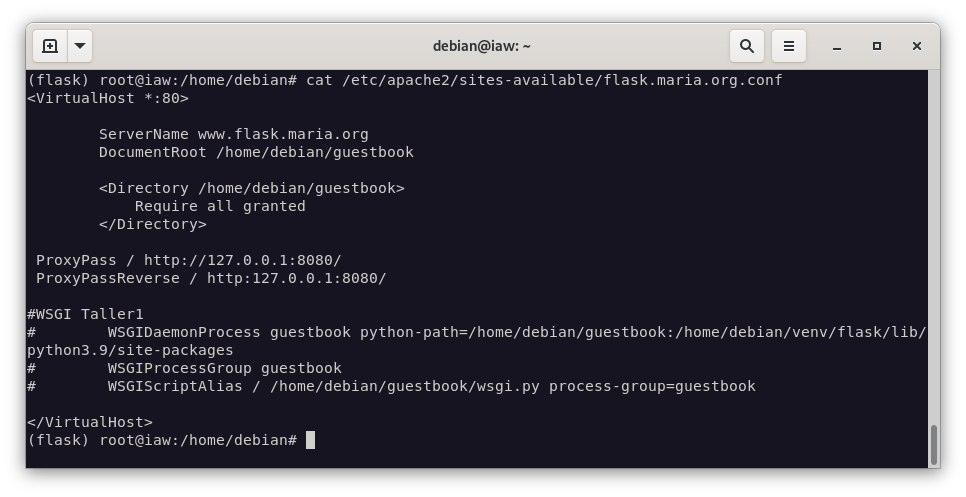 debian@iaw: ~
(flask) root@iaw:/home/debian# cat /etc/apache2/sites-available/flask.maria.org.conf
<VirtualHost *:80>
ServerName www.flask.maria.org
DocumentRoot /home/debian/guestbook
<Directory /home/debian/guestbook>
Require all granted
</Directory>
ProxyPass / http://127.0.0.1:8080/
ProxyPassReverse / http:127.0.0.1:8080/
#WSGI Taller1
#        WSGIDaemonProcess guestbook python-path=/home/debian/guestbook:/home/debian/venv/flask/lib/
python3.9/site-packages
#        WSGIProcessGroup guestbook
#        WSGIScriptAlias / /home/debian/guestbook/wsgi.py process-group=guestbook
</VirtualHost>
(flask) root@iaw:/home/debian#